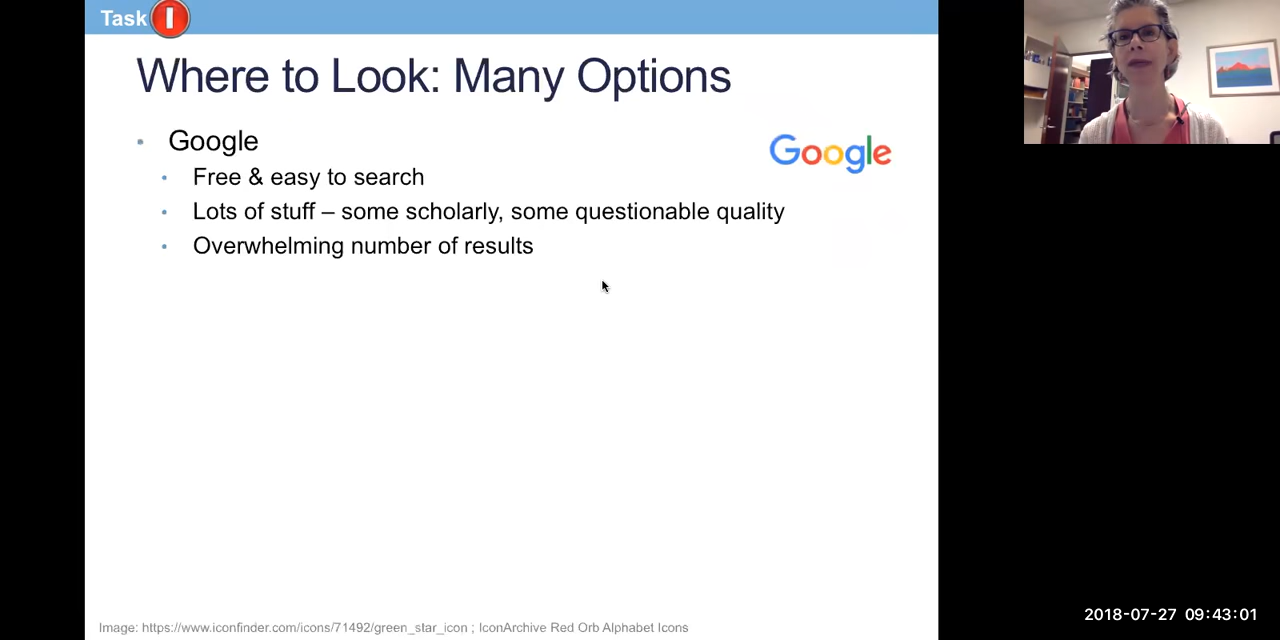 Task I
Where to Look: Many Options
• Google
Google
• Free & easy to search
• Lots of stuff – some scholarly, some questionable quality
• Overwhelming number of results
Image: https://www.iconfinder.com/icons/71492/green_star_icon ; IconArchive Red Orb Alphabet Icons
2018-07-27 09:43:01